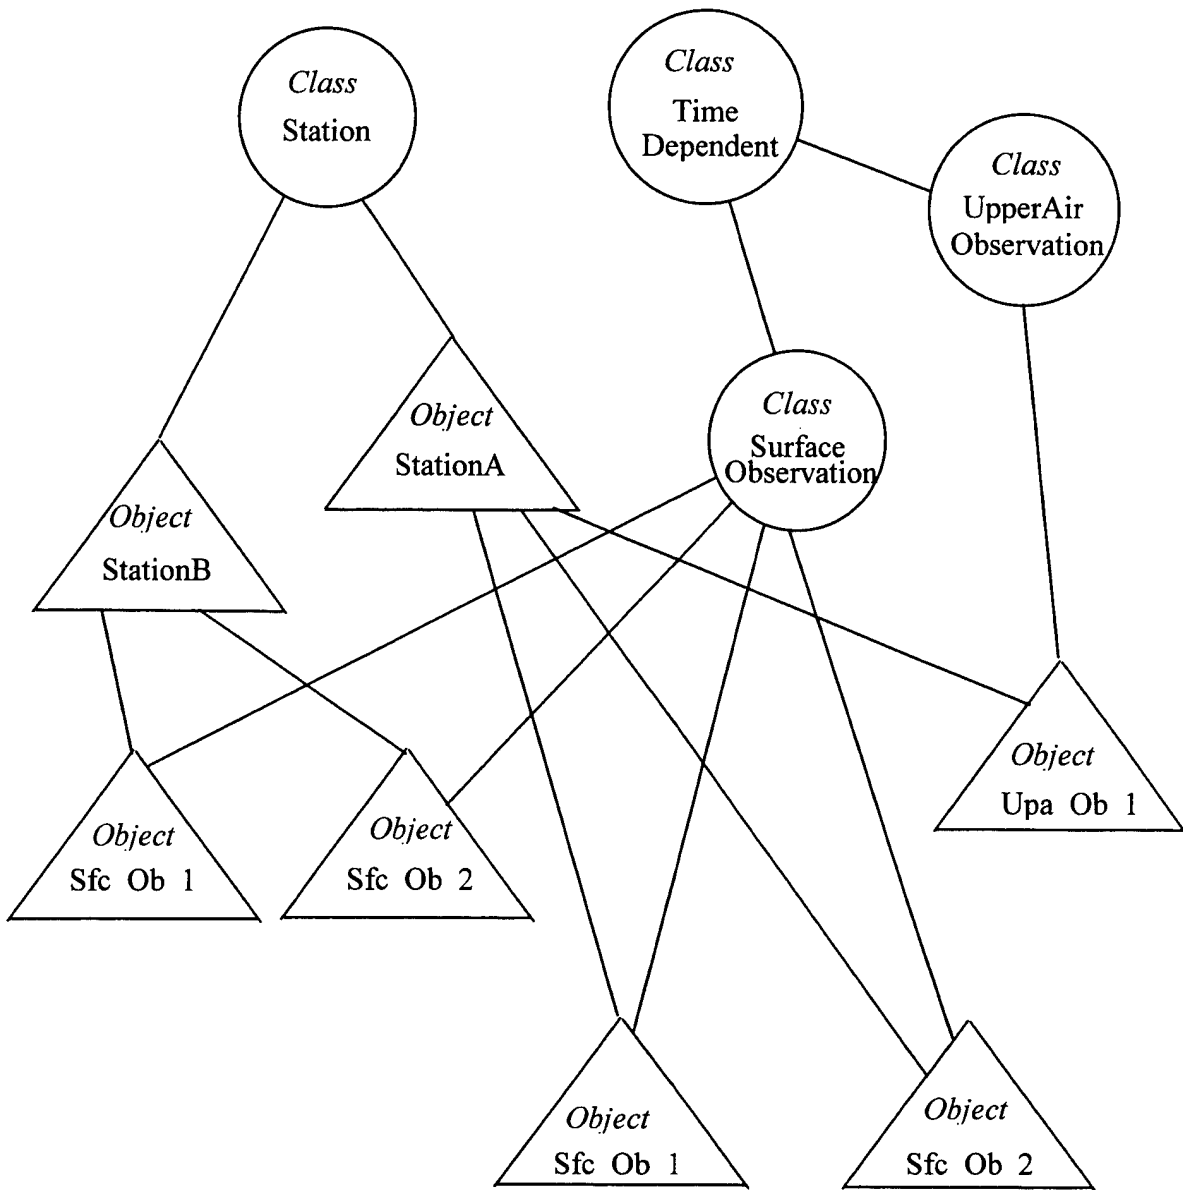 Class
Station
Class
Time
Dependent
Class
UpperAir
Observation
Class
Surface
Observation
Object
StationA
Object
StationB
Object
Upa Ob 1
Object
Sfc Ob 1
Object
Sfc Ob 2
Object
Sfc Ob 1
Object
Sfc Ob 2